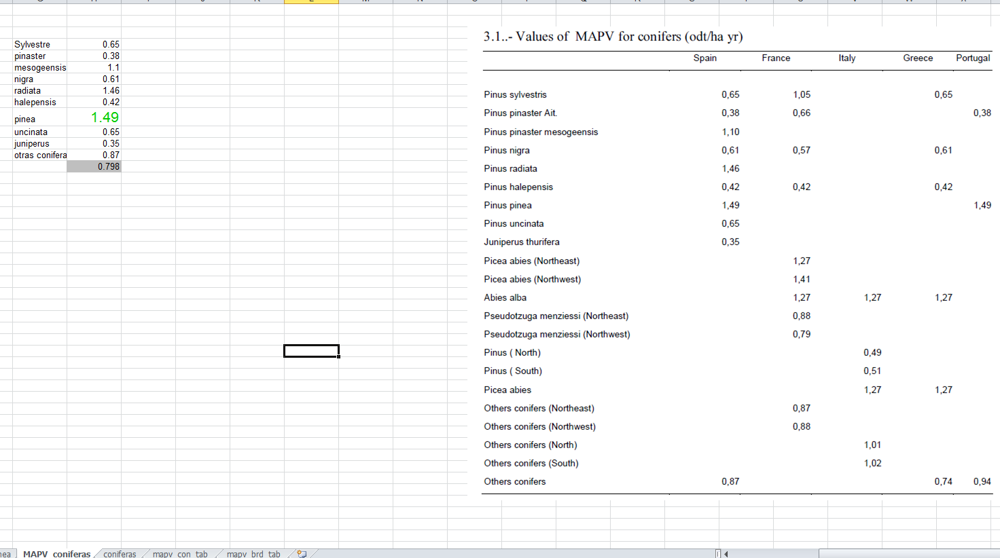 Sylvestre 0.65
pinaster 0.38
mesogeensis 1.1
nigra 0.61
radiata 1.46
halepensis 0.42
pinea 1.49
uncinata 0.65
juniperus 0.35
otras conifera 0.87
0.798
3.1..- Values of MAPV for conifers (odt/ha yr)
Spain France Italy Greece Portugal
Pinus sylvestris 0,65 1,05 0,65
Pinus pinaster Ait. 0,38 0,66 0,38
Pinus pinaster mesogeensis 1,10
Pinus nigra 0,61 0,57 0,61
Pinus radiata 1,46
Pinus halepensis 0,42 0,42 0,42
Pinus pinea 1,49 1,49
Pinus uncinata 0,65
Juniperus thurifera 0,35
Picea abies (Northeast) 1,27
Picea abies (Northwest) 1,41
Abies alba 1,27 1,27 1,27
Pseudotzuga menziessi (Northeast) 0,88
Pseudotzuga menziessi (Northwest) 0,79
Pinus ( North) 0,49
Pinus ( South) 0,51
Picea abies 1,27 1,27
Others conifers (Northeast) 0,87
Others conifers (Northwest) 0,88
Others conifers (North) 1,01
Others conifers (South) 1,02
Others conifers 0,87 0,74 0,94
nea MAPV_coniferas coniferas mapv_con_tab mapv_brd_tab